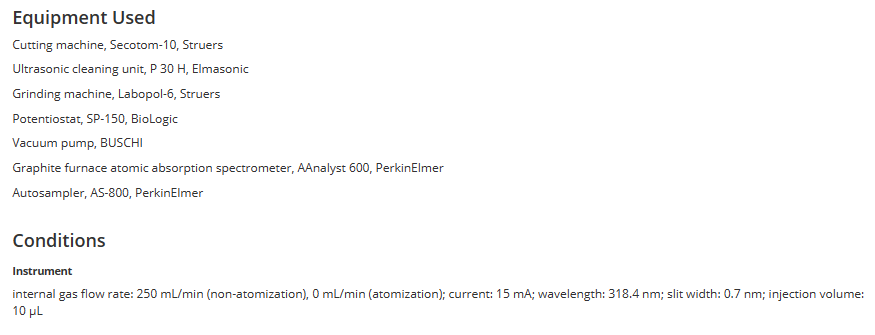 Equipment Used
Cutting machine, Secotom-10, Struers
Ultrasonic cleaning unit, P 30 H, Elmasonic
Grinding machine, Labopol-6, Struers
Potentiostat, SP-150, BioLogic
Vacuum pump, BUSCHI
Graphite furnace atomic absorption spectrometer, AAnalyst 600, PerkinElmer
Autosampler, AS-800, PerkinElmer
Conditions
Instrument
internal gas flow rate: 250 mL/min (non-atomization), 0 mL/min (atomization); current: 15 mA; wavelength: 318.4 nm; slit width: 0.7 nm; injection volume:
10 µL